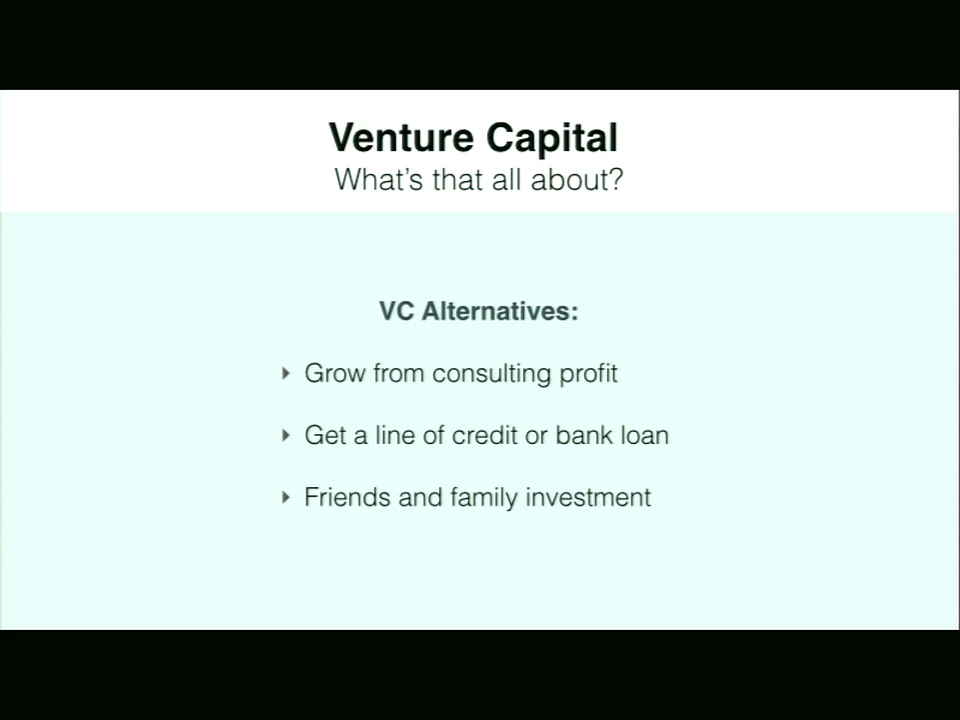 Venture Capital
What's that all about?
VC Alternatives:
Grow from consulting profit
Get a line of credit or bank loan
Friends and family investment